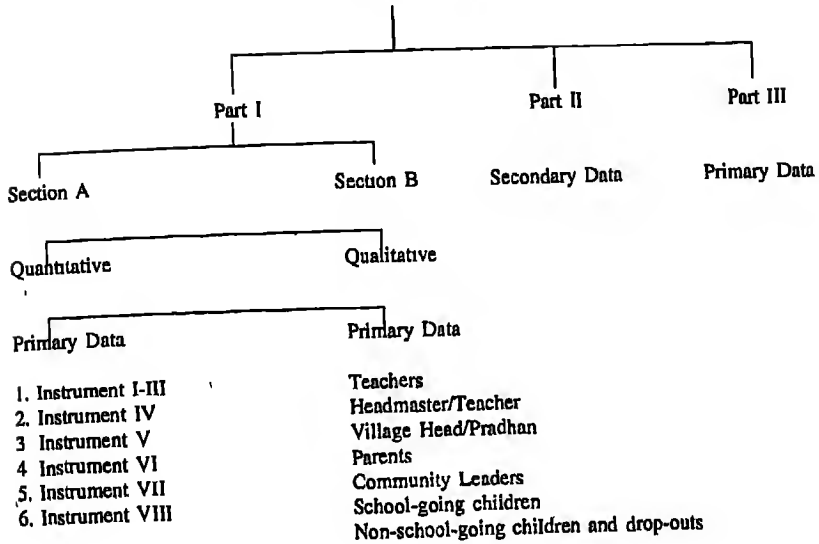 Part I Part II Part III
Section A Section B Secondary Data Primary Data
Quantitative Qualitative
Primary Data Primary Data
1. Instrument I-III Teachers
2. Instrument IV Headmaster/Teacher
3 Instrument V Village Head/Pradhan
4 Instrument VI Parents
5. Instrument VII Community Leaders
6. Instrument VIII School-going children
Non-school-going children and drop-outs